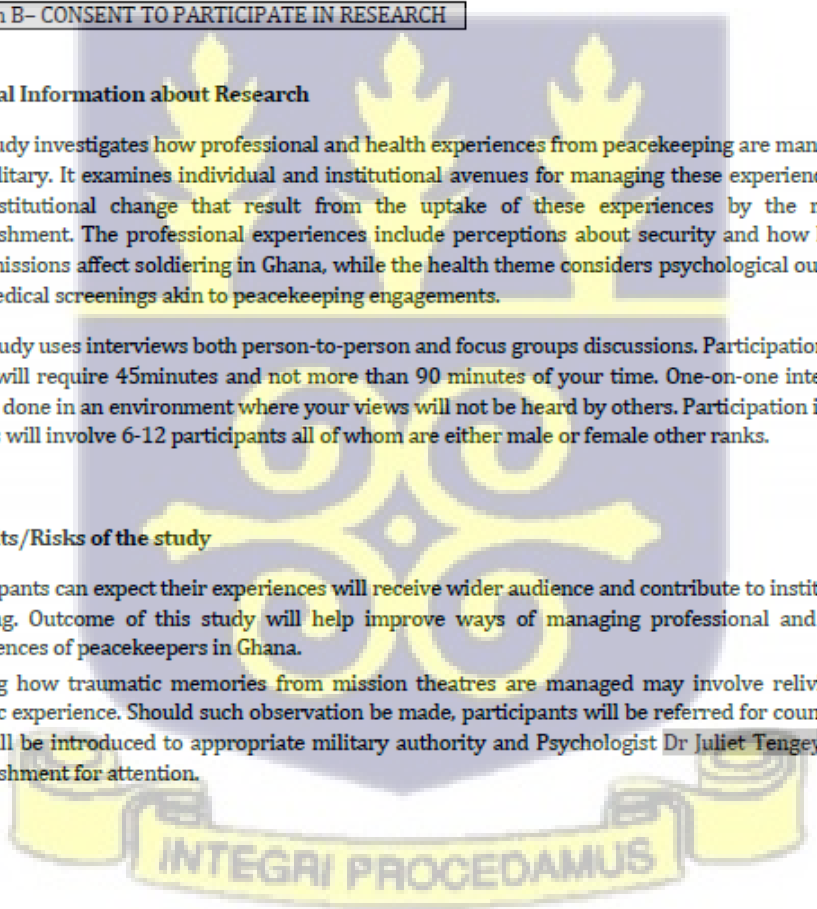 n B– CONSENT TO PARTICIPATE IN RESEARCH
al Information about Research
udy investigates how professional and health experiences from peacekeeping are man
litary. It examines individual and institutional avenues for managing these experienc
stitutional change that result from the uptake of these experiences by the m
shment. The professional experiences include perceptions about security and how
missions affect soldiering in Ghana, while the health theme considers psychological ou
edical screenings akin to peacekeeping engagements.
udy uses interviews both person-to-person and focus groups discussions. Participation
will require 45minutes and not more than 90 minutes of your time. One-on-one inte
done in an environment where your views will not be heard by others. Participation i
s will involve 6-12 participants all of whom are either male or female other ranks.
ts/Risks of the study
ipants can expect their experiences will receive wider audience and contribute to instit
ng. Outcome of this study will help improve ways of managing professional and
ences of peacekeepers in Ghana.
g how traumatic memories from mission theatres are managed may involve reliv
c experience. Should such observation be made, participants will be referred for coun
ll be introduced to appropriate military authority and Psychologist Dr Juliet Tengey
shment for attention.
INTEGRI PROCEDAMUS